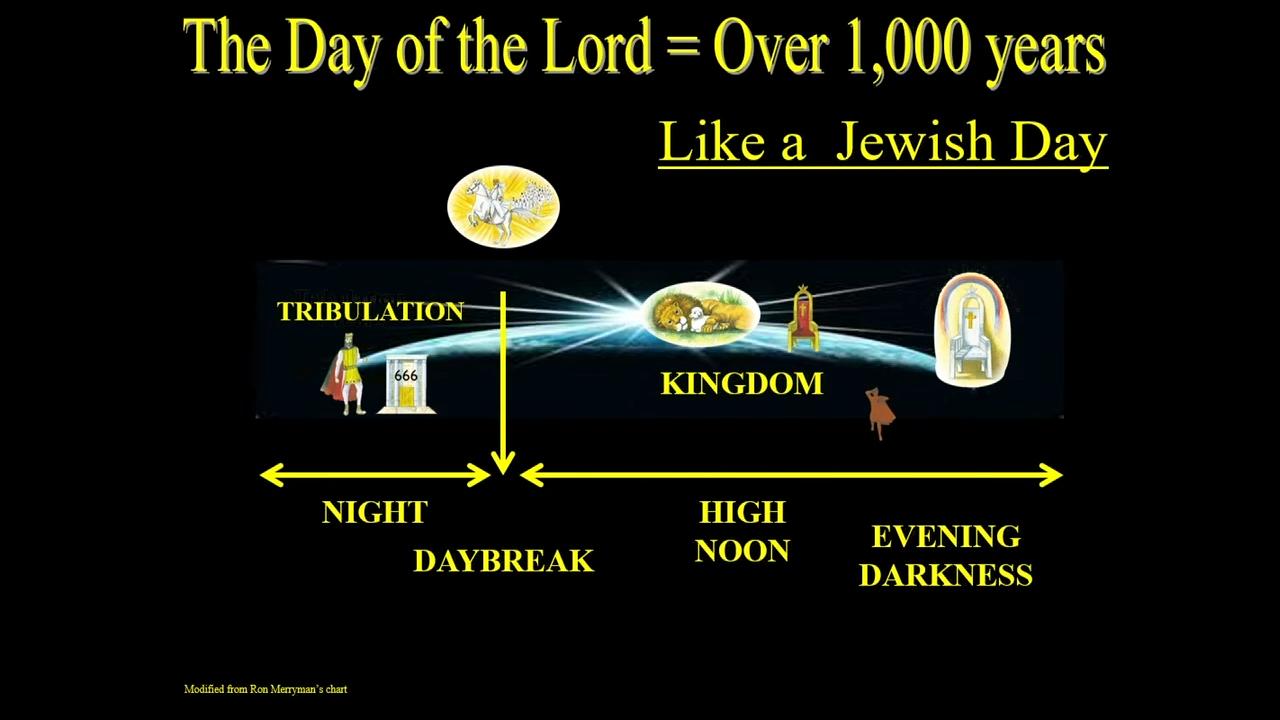 The Day of the Lord = Over 1,000 years
Like a Jewish Day
TRIBULATION
666
KINGDOM
NIGHT
DAYBREAK
HIGH
NOON
EVENING
DARKNESS
Modified from Ron Merryman's chart